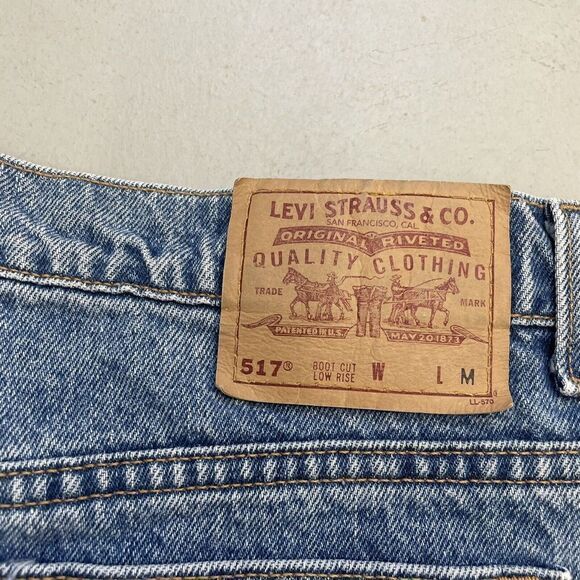 LEVI STRAUSS & CO.
SAN FRANCISCO, CAL.
ORIGINAL RIVETED
QUALITY CLOTHING
TRADE MARK
PATENTED IN U.S. MAY 20 1873
517® BOOT CUT W L M
LOW RISE
LL-570